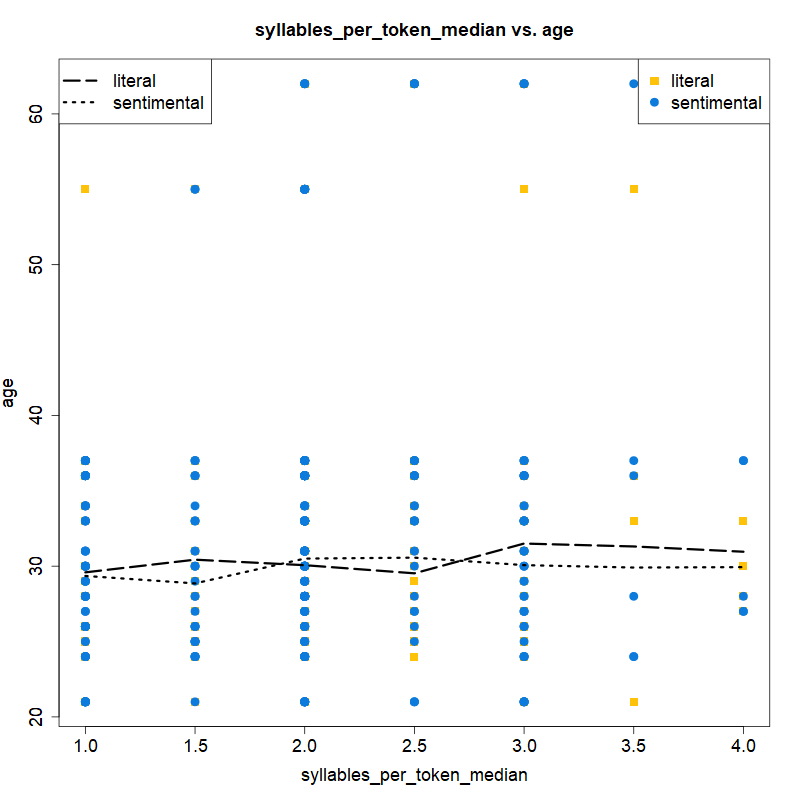 syllables_per_token_median vs. age
literal
sentimental
literal
sentimental
age
60
50
40
30
20
1.0 1.5 2.0 2.5 3.0 3.5 4.0
syllables_per_token_median